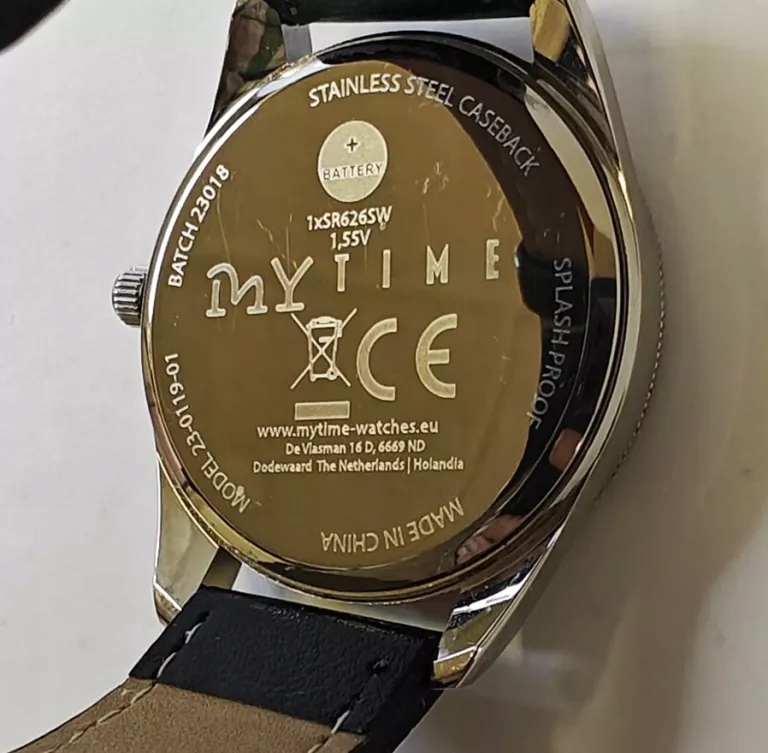 STAINLESS STEEL CASEBACK
+
BATTERY
1xSR626SW
1,55V
BATCH 23018
MYTIME
SPLASH PROOF
CE
MODEL 23-0119-01
www.mytime-watches.eu
De Vlasman 16 D, 6669 ND
Dodewaard The Netherlands | Holandia
MADE IN CHINA